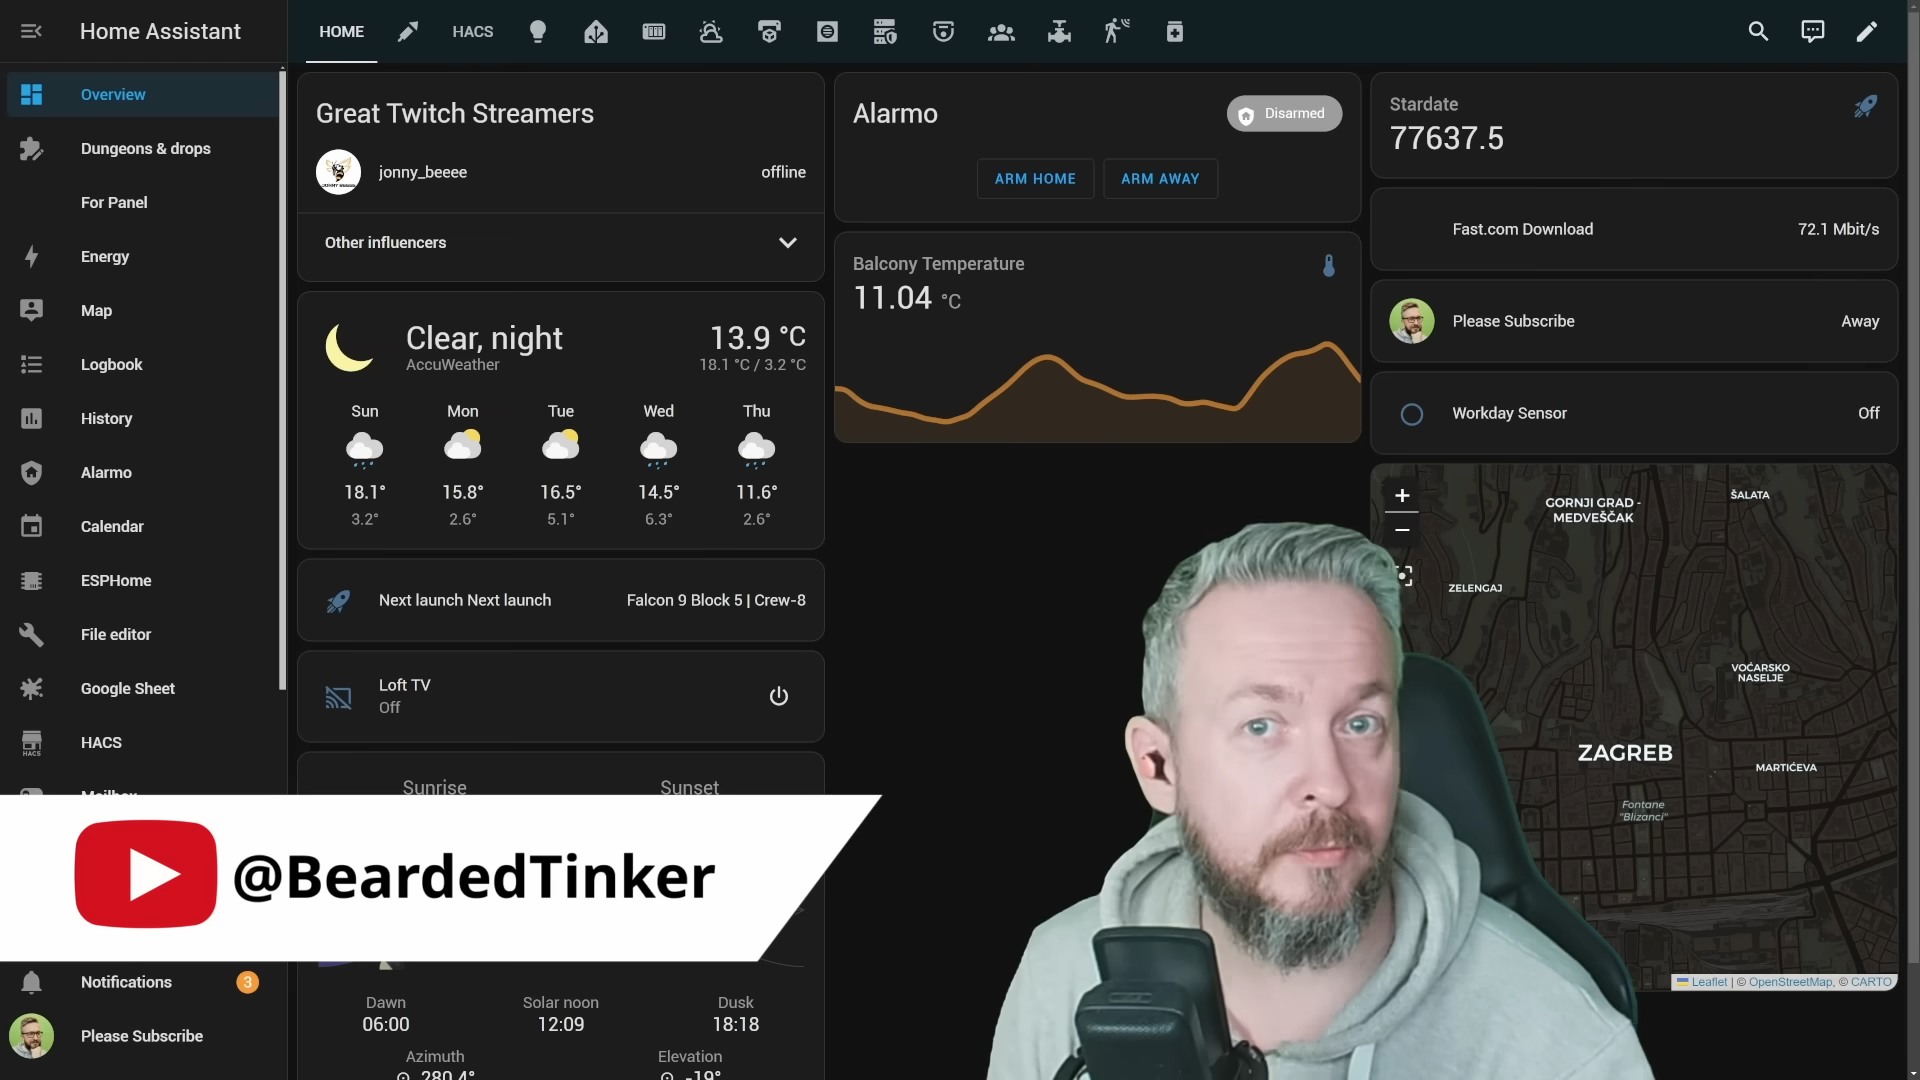 Home Assistant
HOME
HACS
Overview
Dungeons & drops
For Panel
Energy
Map
Logbook
History
Alarmo
Calendar
ESPHome
File editor
Google Sheet
HACS
HACS
Notifications
3
Please Subscribe
Great Twitch Streamers
jonny_beeee
offline
Other influencers
Clear, night
13.9 °C
AccuWeather
18.1 °C / 3.2 °C
Sun Mon Tue Wed Thu
18.1° 15.8° 16.5° 14.5° 11.6°
3.2° 2.6° 5.1° 6.3° 2.6°
Next launch Next launch
Falcon 9 Block 5 | Crew-8
Loft TV
Off
Sunrise
Sunset
@BeardedTinker
Dawn Solar noon Dusk
06:00 12:09 18:18
Azimuth Elevation
280.4° -19°
Alarmo
Disarmed
ARM HOME
ARM AWAY
Balcony Temperature
11.04 °C
Stardate
77637.5
Fast.com Download
72.1 Mbit/s
Please Subscribe
Away
Workday Sensor
Off
+
−
GORNJI GRAD -
MEDVEŠČAK
ŠALATA
ZELENGAJ
VOĆARSKO
NASELJE
ZAGREB
MARTIĆEVA
Fontane
"Blizanci"
Leaflet | © OpenStreetMap, © CARTO